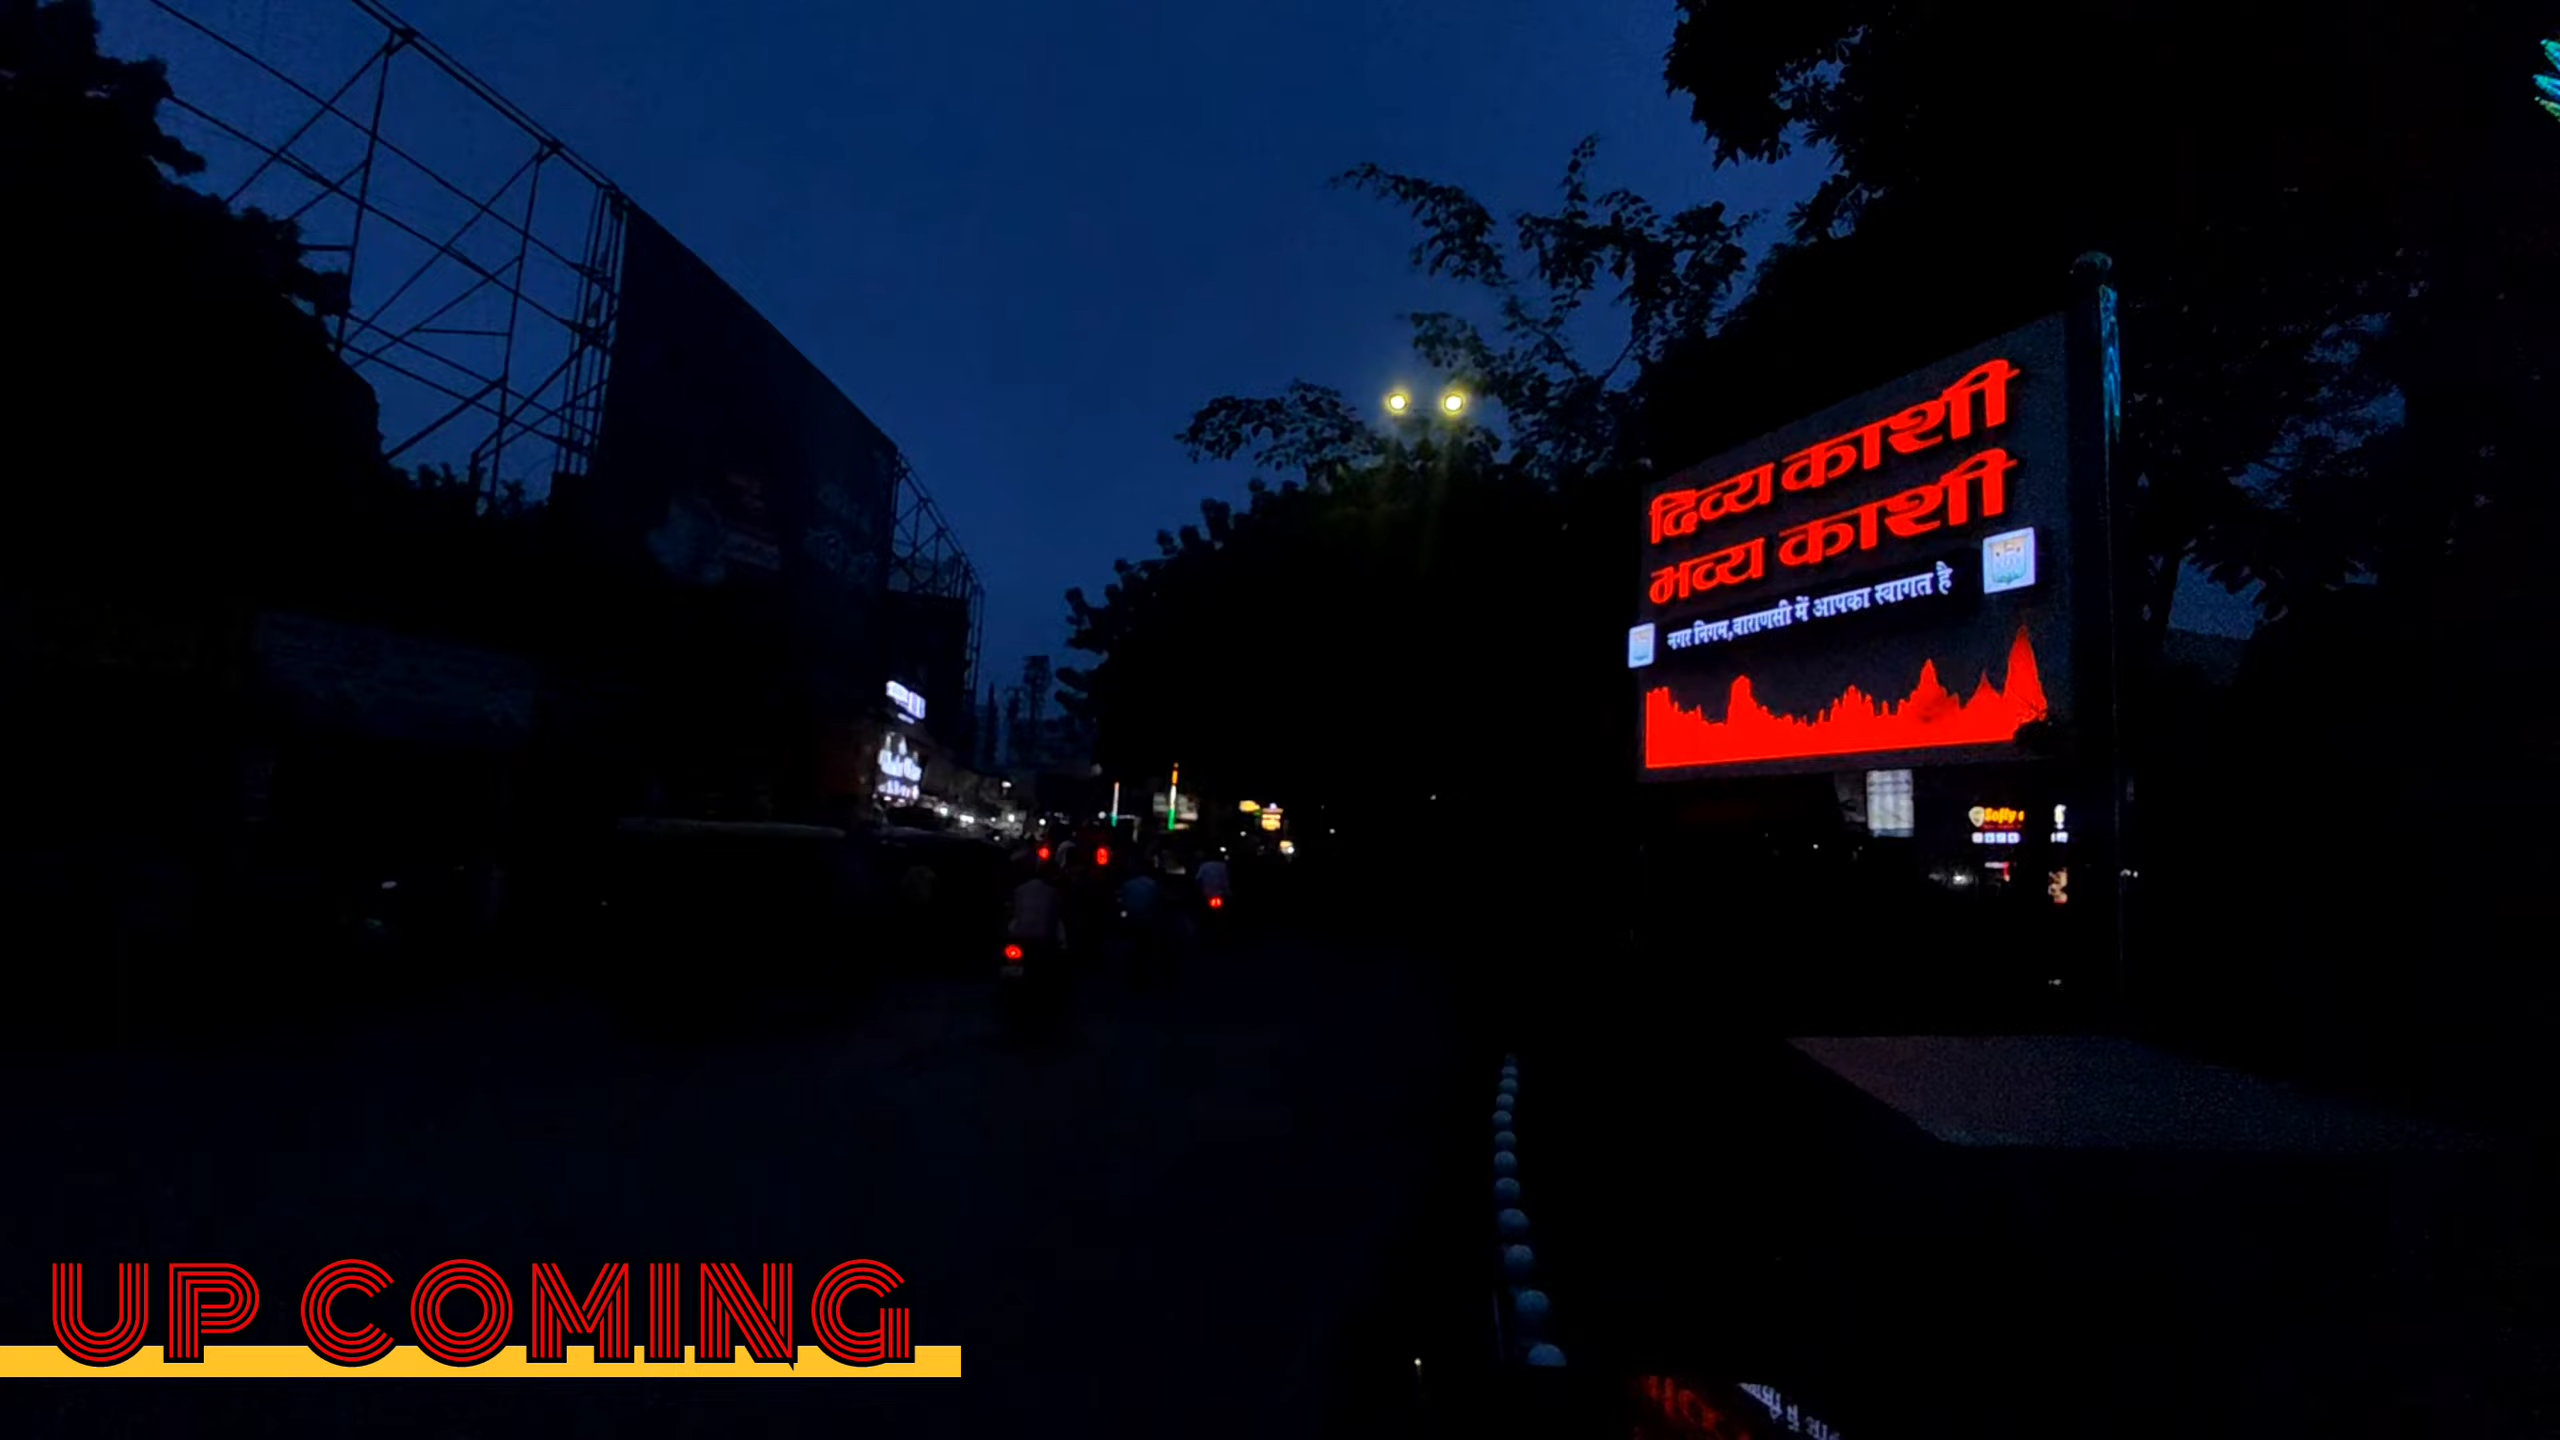 दिव्य काशी
भव्य काशी
नगर निगम,वाराणसी में आपका स्वागत है
UP COMING